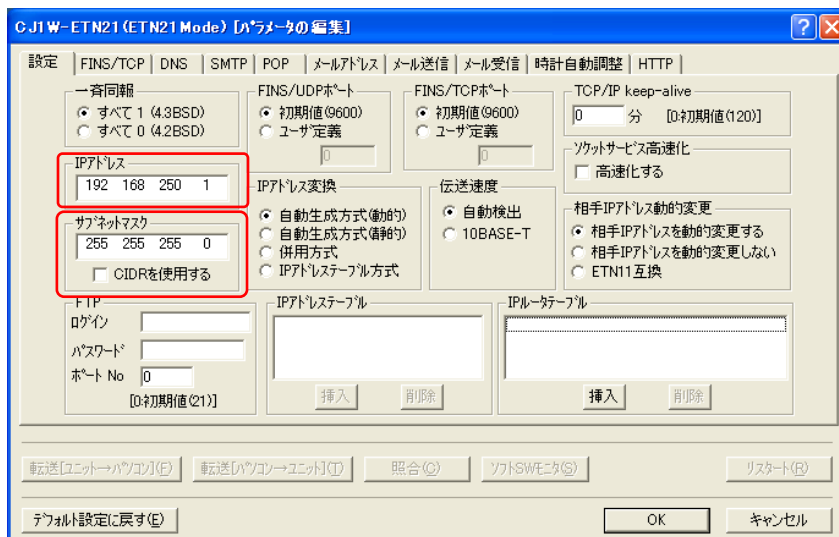 CJ1W-ETN21(ETN21 Mode) [ﾊﾟﾗﾒｰﾀの編集]
設定 FINS/TCP DNS SMTP POP ﾒｰﾙｱﾄﾞﾚｽ ﾒｰﾙ送信 ﾒｰﾙ受信 時計自動調整 HTTP
一斉同報
すべて 1 (4.3BSD)
すべて 0 (4.2BSD)
FINS/UDPﾎﾟｰﾄ
初期値(9600)
ﾕｰｻﾞ定義
0
FINS/TCPﾎﾟｰﾄ
初期値(9600)
ﾕｰｻﾞ定義
0
TCP/IP keep-alive
0 分 [0:初期値(120)]
ｿｹｯﾄｻｰﾋﾞｽ高速化
高速化する
IPｱﾄﾞﾚｽ
192 168 250 1
ｻﾌﾞﾈｯﾄﾏｽｸ
255 255 255 0
CIDRを使用する
IPｱﾄﾞﾚｽ変換
自動生成方式(動的)
自動生成方式(静的)
併用方式
IPｱﾄﾞﾚｽﾃｰﾌﾞﾙ方式
伝送速度
自動検出
10BASE-T
相手IPｱﾄﾞﾚｽ動的変更
相手IPｱﾄﾞﾚｽを動的変更する
相手IPｱﾄﾞﾚｽを動的変更しない
ETN11互換
FTP
ﾛｸﾞｲﾝ
ﾊﾟｽﾜｰﾄﾞ
ﾎﾟｰﾄ No 0
[0:初期値(21)]
IPｱﾄﾞﾚｽﾃｰﾌﾞﾙ
挿入 削除
IPﾙｰﾀﾃｰﾌﾞﾙ
挿入 削除
転送[ﾕﾆｯﾄ→ﾊﾟｿｺﾝ](F) 転送[ﾊﾟｿｺﾝ→ﾕﾆｯﾄ](T) 照合(C) ｿﾌﾄSWﾓﾆﾀ(S) ﾘｽﾀｰﾄ(R)
ﾃﾞﾌｫﾙﾄ設定に戻す(E) OK ｷｬﾝｾﾙ